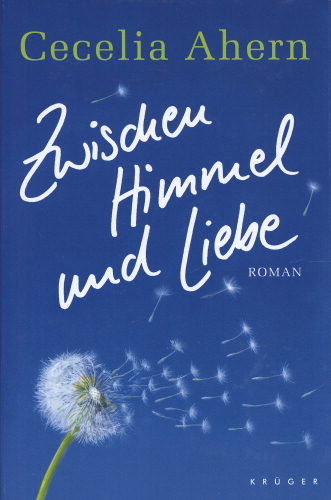 Cecelia Ahern
Zwischen
Himmel
und Liebe
ROMAN
KRÜGER